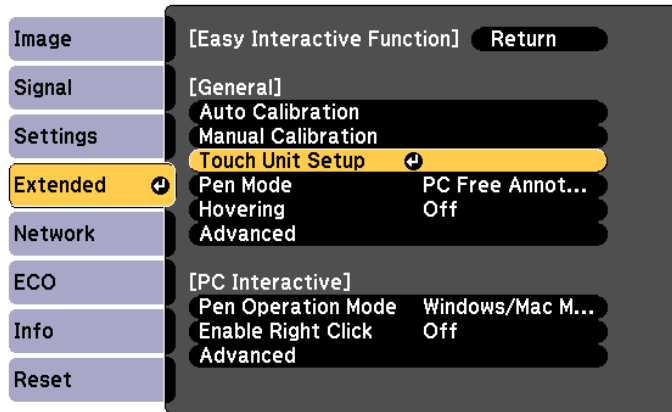 Image
Signal
Settings
Extended
Network
ECO
Info
Reset
[Easy Interactive Function] Return
[General]
Auto Calibration
Manual Calibration
Touch Unit Setup
Pen Mode PC Free Annot...
Hovering Off
Advanced
[PC Interactive]
Pen Operation Mode Windows/Mac M...
Enable Right Click Off
Advanced